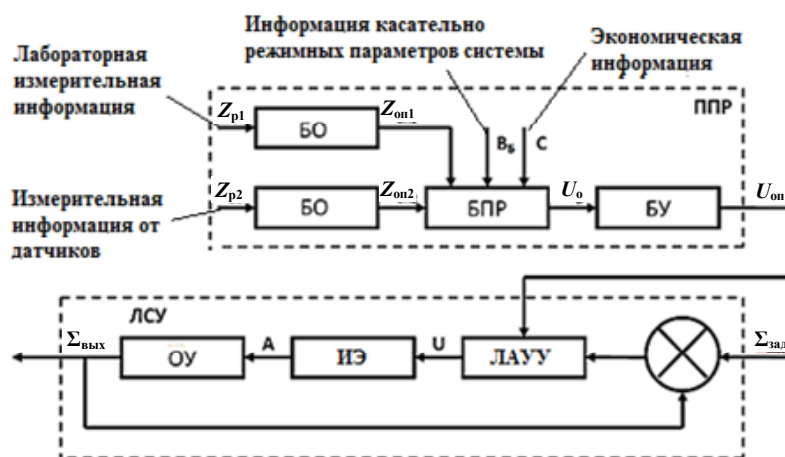 Информация касательно
режимных параметров системы
Экономическая
информация
Лабораторная
измерительная
информация
ППР
Zр1
БО
Zоп1
Bs
C
Измерительная
информация от
датчиков
Zр2
БО
Zоп2
БПР
Uо
БУ
Uоп
ЛСУ
Σвых
ОУ
A
ИЭ
U
ЛАУУ
Σзад